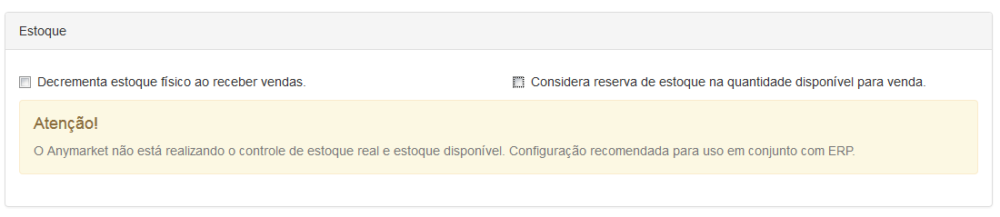 Estoque
Decrementa estoque físico ao receber vendas.
Considera reserva de estoque na quantidade disponível para venda.
Atenção!
O Anymarket não está realizando o controle de estoque real e estoque disponível. Configuração recomendada para uso em conjunto com ERP.